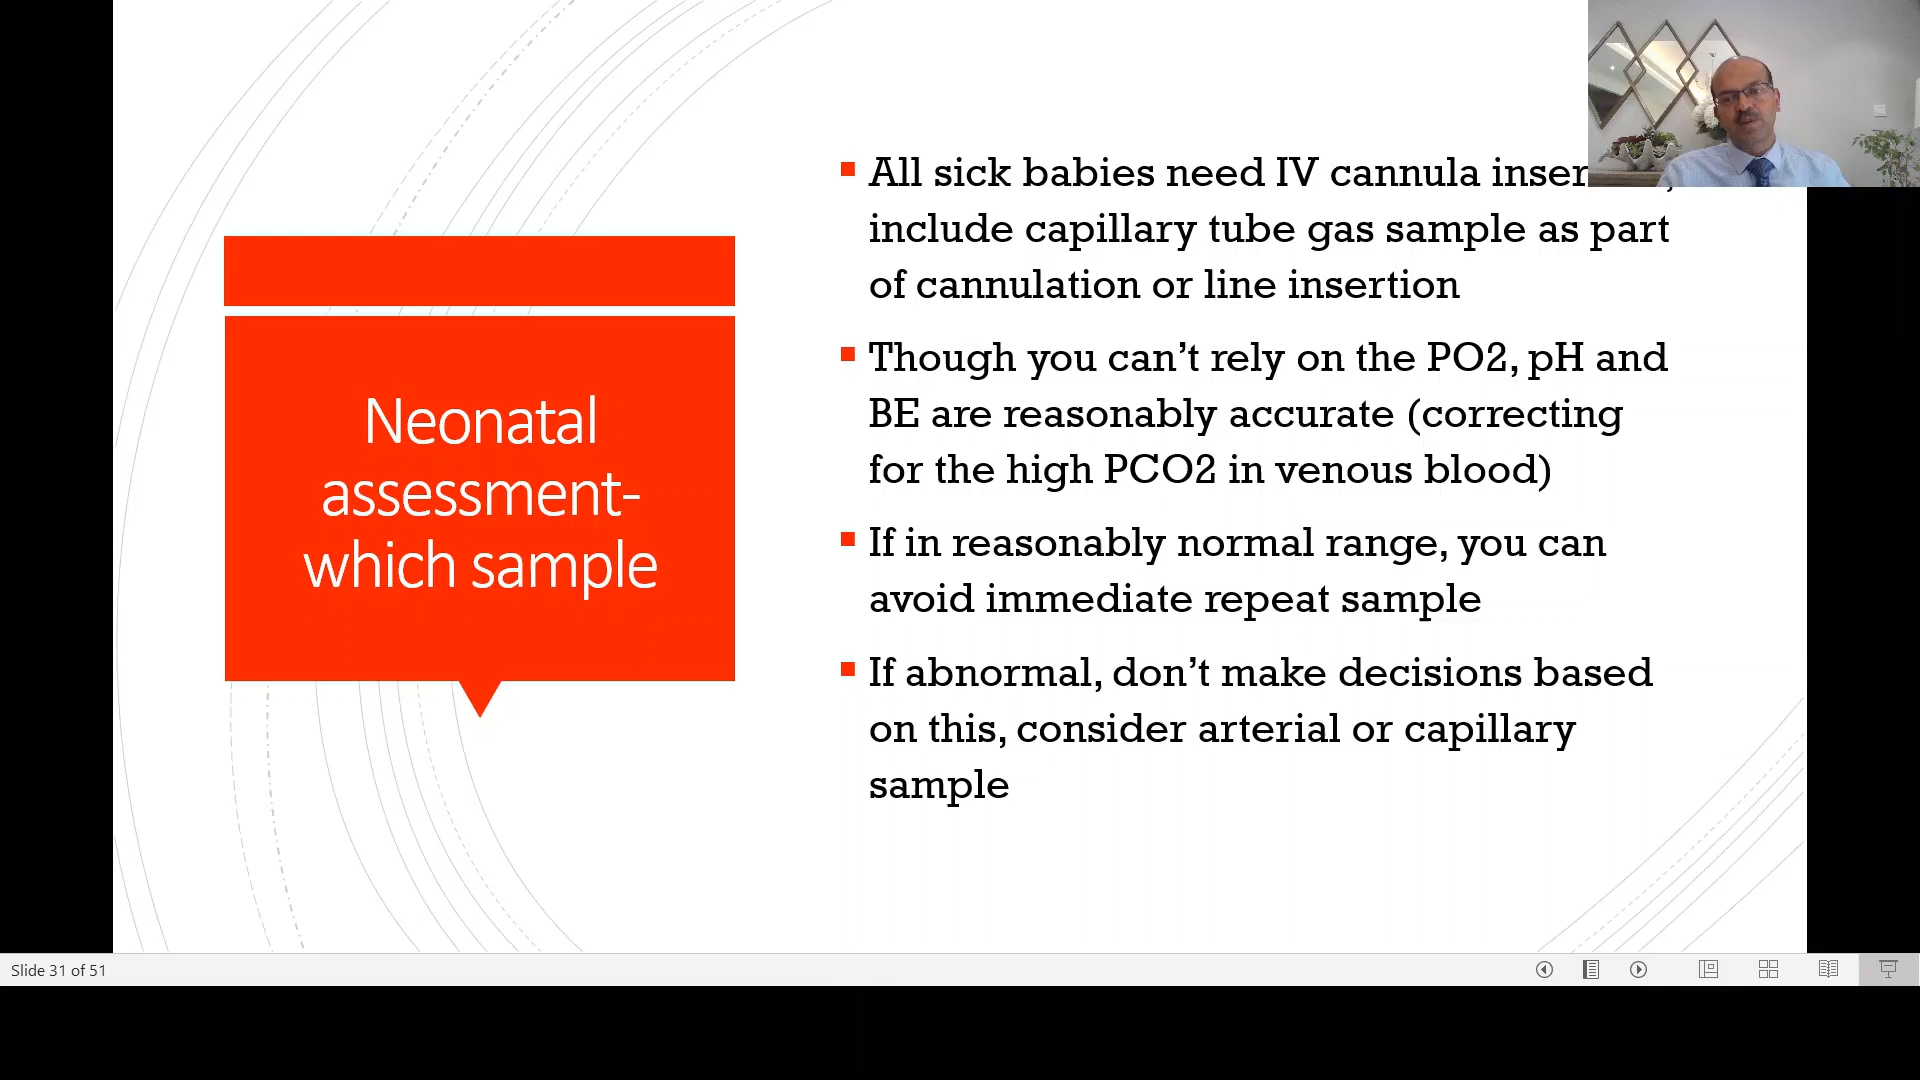 Neonatal
assessment-
which sample
All sick babies need IV cannula
include capillary tube gas sample as part
of cannulation or line insertion
Though you can’t rely on the PO2, pH and
BE are reasonably accurate (correcting
for the high PCO2 in venous blood)
If in reasonably normal range, you can
avoid immediate repeat sample
If abnormal, don’t make decisions based
on this, consider arterial or capillary
sample
Slide 31 of 51